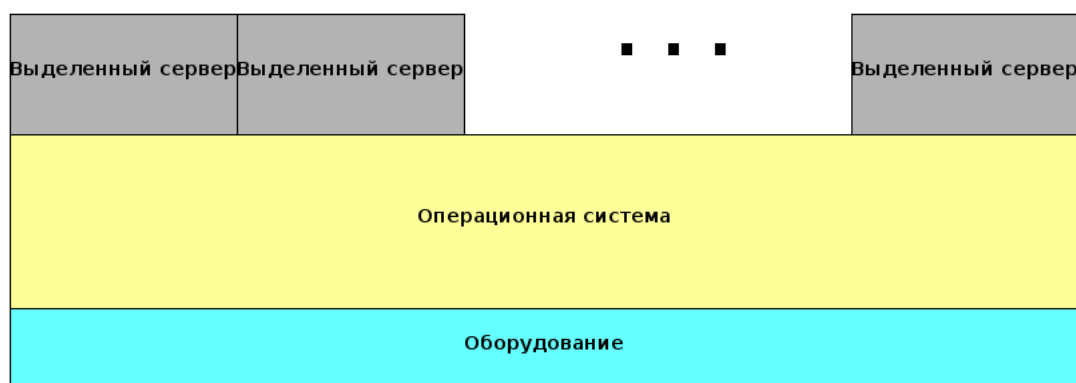 Выделенный сервер
Выделенный сервер
Выделенный сервер
Операционная система
Оборудование